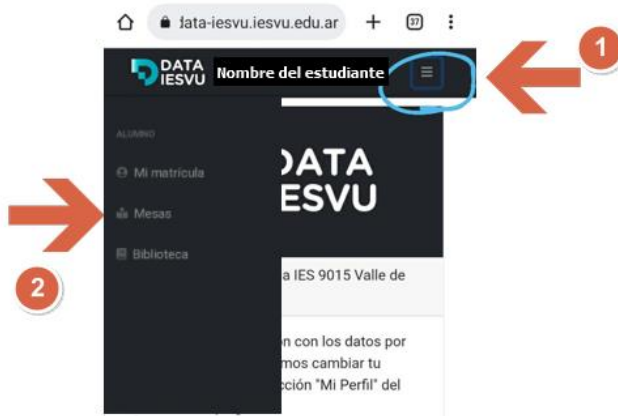 data-iesvu.iesvu.edu.ar
37
1
DATA
IESVU
Nombre del estudiante
ALUMNO
Mi matrícula
Mesas
Biblioteca
2
DATA
ESVU
a IES 9015 Valle de
n con los datos por
mos cambiar tu
cción "Mi Perfil" del